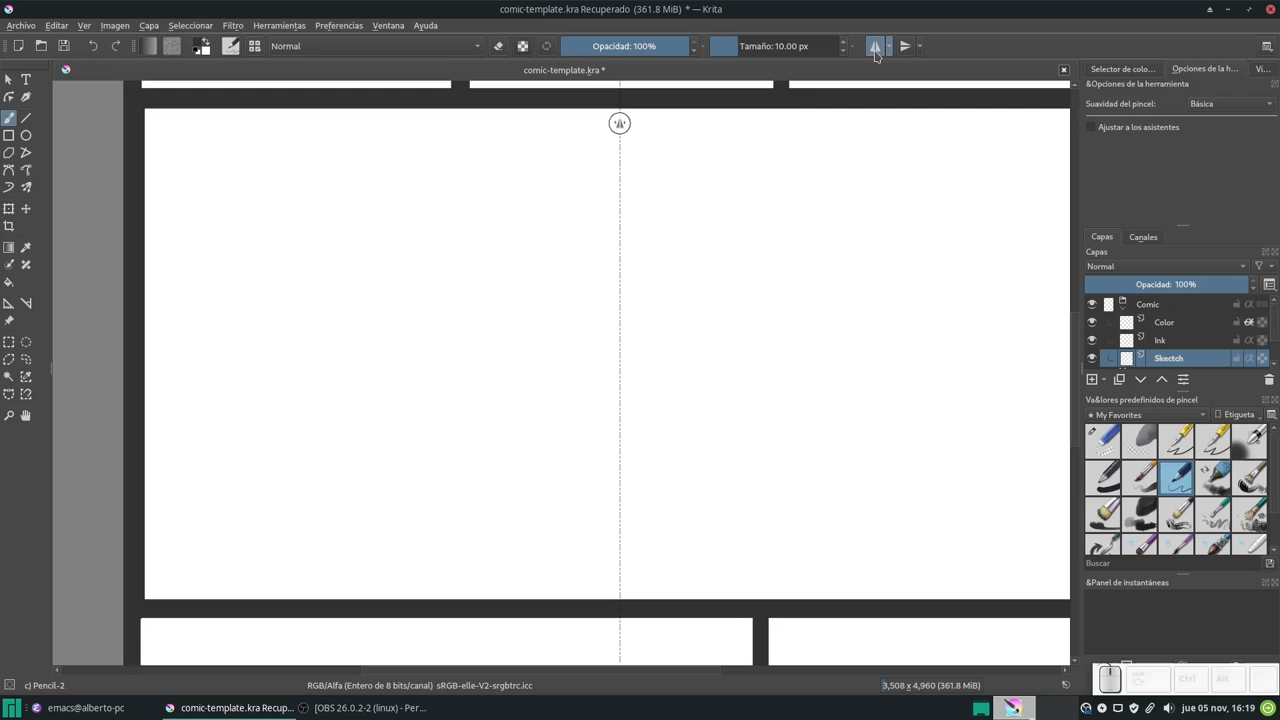 comic-template.kra Recuperado (361.8 MiB) * — Krita
Archivo Editar Ver Imagen Capa Seleccionar Filtro Herramientas Preferencias Ventana Ayuda
Normal Opacidad: 100% Tamaño: 10.00 px
comic-template.kra *
Selector de colo... Opciones de la h... Vi...
&Opciones de la herramienta
Suavidad del pincel: Básica
Ajustar a los asistentes
Capas Canales
Capas
Normal
Opacidad: 100%
Comic
Color
Ink
Skectch
Va&lores predefinidos de pincel
★ My Favorites Etiqueta
Buscar
&Panel de instantáneas
Ctrl Alt
c) Pencil-2 RGB/Alfa (Entero de 8 bits/canal) sRGB-elle-V2-srgbtrc.icc 3,508 x 4,960 (361.8 MiB)
emacs@alberto-pc comic-template.kra Recup... [OBS 26.0.2-2 (linux) - Per... jue 05 nov, 16:19